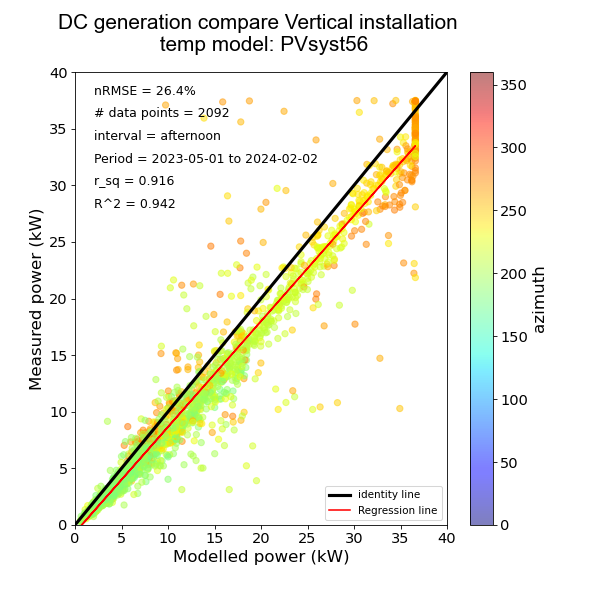 DC generation compare Vertical installation
temp model: PVsyst56
nRMSE = 26.4%
# data points = 2092
interval = afternoon
Period = 2023-05-01 to 2024-02-02
r_sq = 0.916
R^2 = 0.942
40
35
30
25
20
15
10
5
0
Measured power (kW)
0 5 10 15 20 25 30 35 40
Modelled power (kW)
identity line
Regression line
350
300
250
200
150
100
50
0
azimuth